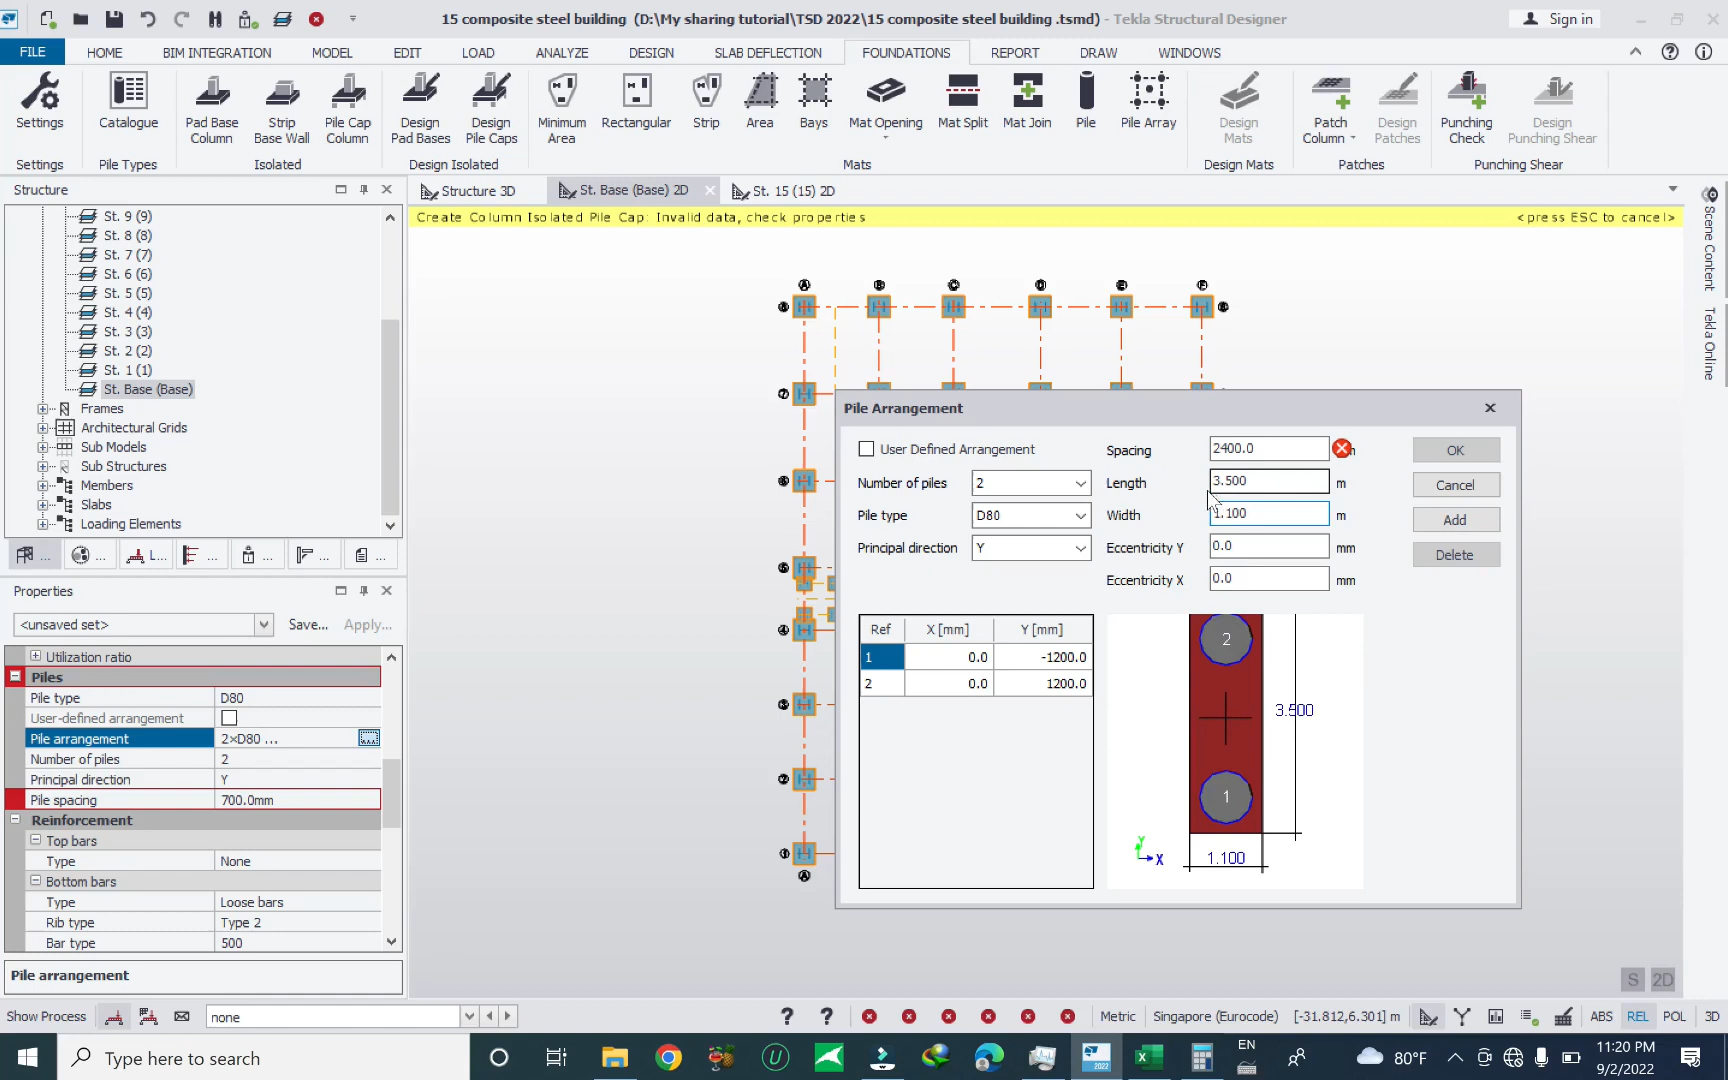 15 composite steel building (D:\My sharing tutorial\TSD 2022\15 composite steel building .tsmd) - Tekla Structural Designer
Sign in
FILE HOME BIM INTEGRATION MODEL EDIT LOAD ANALYZE DESIGN SLAB DEFLECTION FOUNDATIONS REPORT DRAW WINDOWS
Settings Catalogue Pad Base Column Strip Base Wall Pile Cap Column Design Pad Bases Design Pile Caps Minimum Area Rectangular Strip Area Bays Mat Opening Mat Split Mat Join Pile Pile Array Design Mats Patch Column Design Patches Punching Check Design Punching Shear
Settings Pile Types Isolated Design Isolated Mats Design Mats Patches Punching Shear
Structure
Structure 3D St. Base (Base) 2D St. 15 (15) 2D
Create Column Isolated Pile Cap: Invalid data, check properties
<press ESC to cancel>
Scene Content
Tekla Online
St. 9 (9)
St. 8 (8)
St. 7 (7)
St. 6 (6)
St. 5 (5)
St. 4 (4)
St. 3 (3)
St. 2 (2)
St. 1 (1)
St. Base (Base)
Frames
Architectural Grids
Sub Models
Sub Structures
Members
Slabs
Loading Elements
L...
Properties
<unsaved set> Save... Apply...
Utilization ratio
Piles
Pile type D80
User-defined arrangement
Pile arrangement 2×D80 ...
Number of piles 2
Principal direction Y
Pile spacing 700.0mm
Reinforcement
Top bars
Type None
Bottom bars
Type Loose bars
Rib type Type 2
Bar type 500
Pile arrangement
Pile Arrangement
User Defined Arrangement
Number of piles 2
Pile type D80
Principal direction Y
Spacing 2400.0
Length 3.500 m
Width 1.100 m
Eccentricity Y 0.0 mm
Eccentricity X 0.0 mm
OK
Cancel
Add
Delete
Ref X [mm] Y [mm]
1 0.0 -1200.0
2 0.0 1200.0
2
3.500
1
1.100
Y
X
S 2D
Show Process none Metric Singapore (Eurocode) [-31.812,6.301] m ABS REL POL 3D
Type here to search
2022
EN
80°F
11:20 PM
9/2/2022